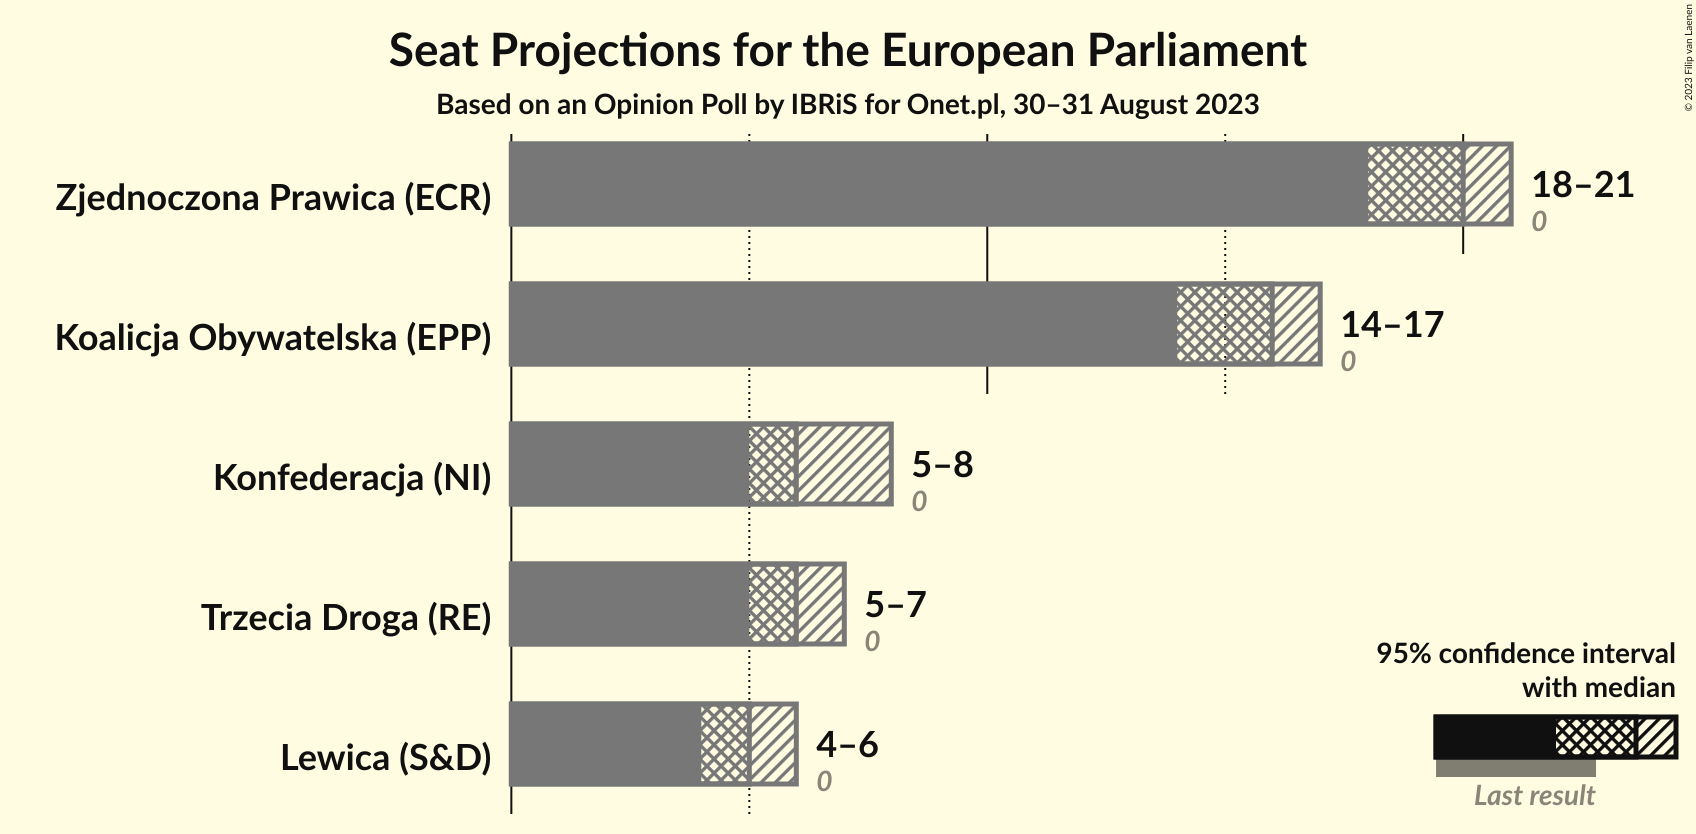 Seat Projections for the European Parliament
Based on an Opinion Poll by IBRiS for Onet.pl, 30–31 August 2023
© 2023 Filip van Laenen
Zjednoczona Prawica (ECR)
18–21
0
Koalicja Obywatelska (EPP)
14–17
0
Konfederacja (NI)
5–8
0
Trzecia Droga (RE)
5–7
0
Lewica (S&D)
4–6
0
95% confidence interval
with median
Last result